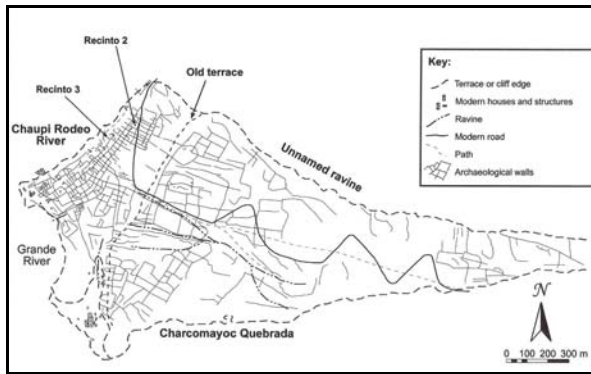 Recinto 2
Old terrace
Recinto 3
Chaupi Rodeo
River
Unnamed ravine
Grande
River
Charcomayoc Quebrada
Key:
Terrace or cliff edge
Modern houses and structures
Ravine
Modern road
Path
Archaeological walls
N
0 100 200 300 m